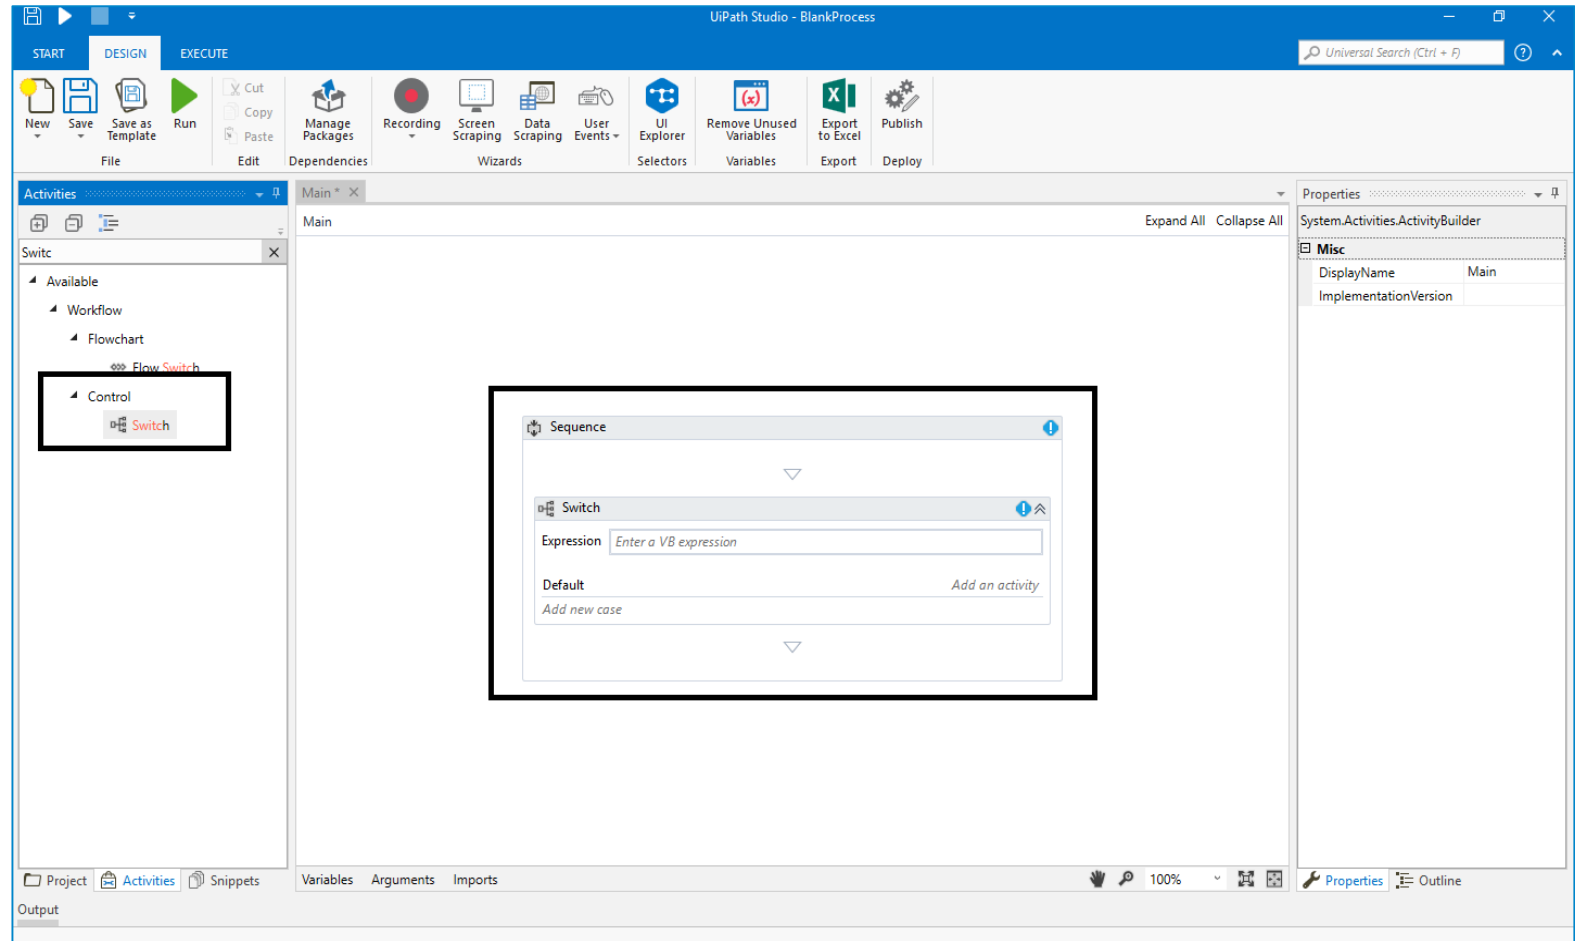 UiPath Studio - BlankProcess
START DESIGN EXECUTE
Universal Search (Ctrl + F)
New Save Save as Template Run
Cut
Copy
Paste
Manage Packages Recording Screen Scraping Data Scraping User Events UI Explorer Remove Unused Variables Export to Excel Publish
File Edit Dependencies Wizards Selectors Variables Export Deploy
Activities
Main *
Properties
Main
Expand All Collapse All
System.Activities.ActivityBuilder
Switc
Misc
Available
DisplayName Main
ImplementationVersion
Workflow
Flowchart
Flow Switch
Control
Switch
Sequence
Switch
Expression Enter a VB expression
Default Add an activity
Add new case
Project Activities Snippets
Variables Arguments Imports
100%
Properties Outline
Output